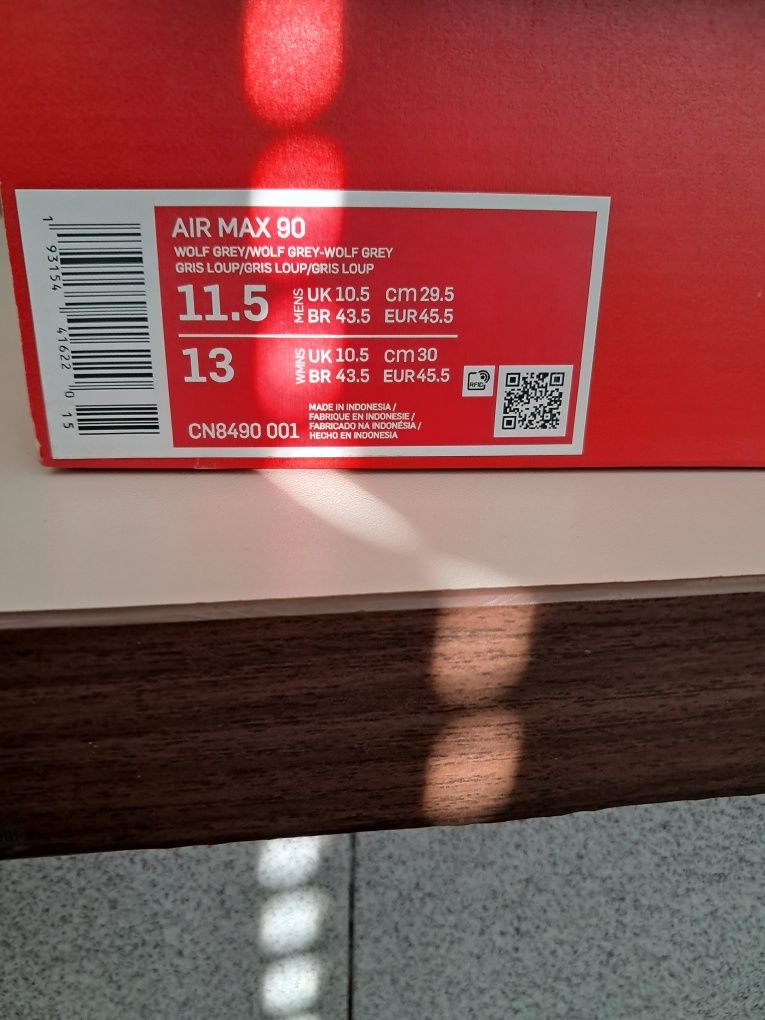 1 93154 41622 0 15
AIR MAX 90
WOLF GREY/WOLF GREY-WOLF GREY
GRIS LOUP/GRIS LOUP/GRIS LOUP
11.5 MENS UK 10.5 cm 29.5
BR 43.5 EUR 45.5
13 WMNS UK 10.5 cm 30
BR 43.5 EUR 45.5
RFID
MADE IN INDONESIA /
FABRIQUE EN INDONESIE /
FABRICADO NA INDONÉSIA /
HECHO EN INDONESIA
CN8490 001